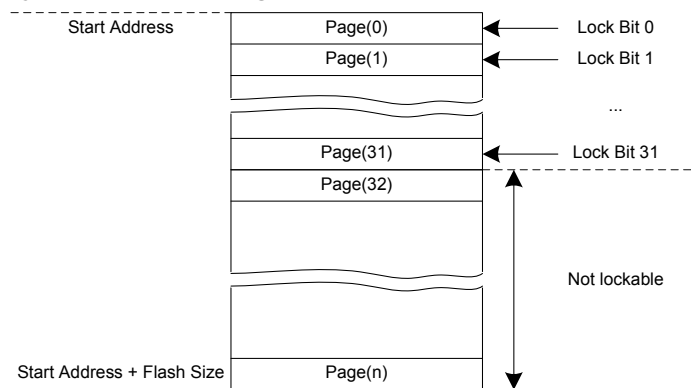 Start Address Page(0) Lock Bit 0
Page(1) Lock Bit 1
...
Page(31) Lock Bit 31
Page(32)
Not lockable
Start Address + Flash Size Page(n)